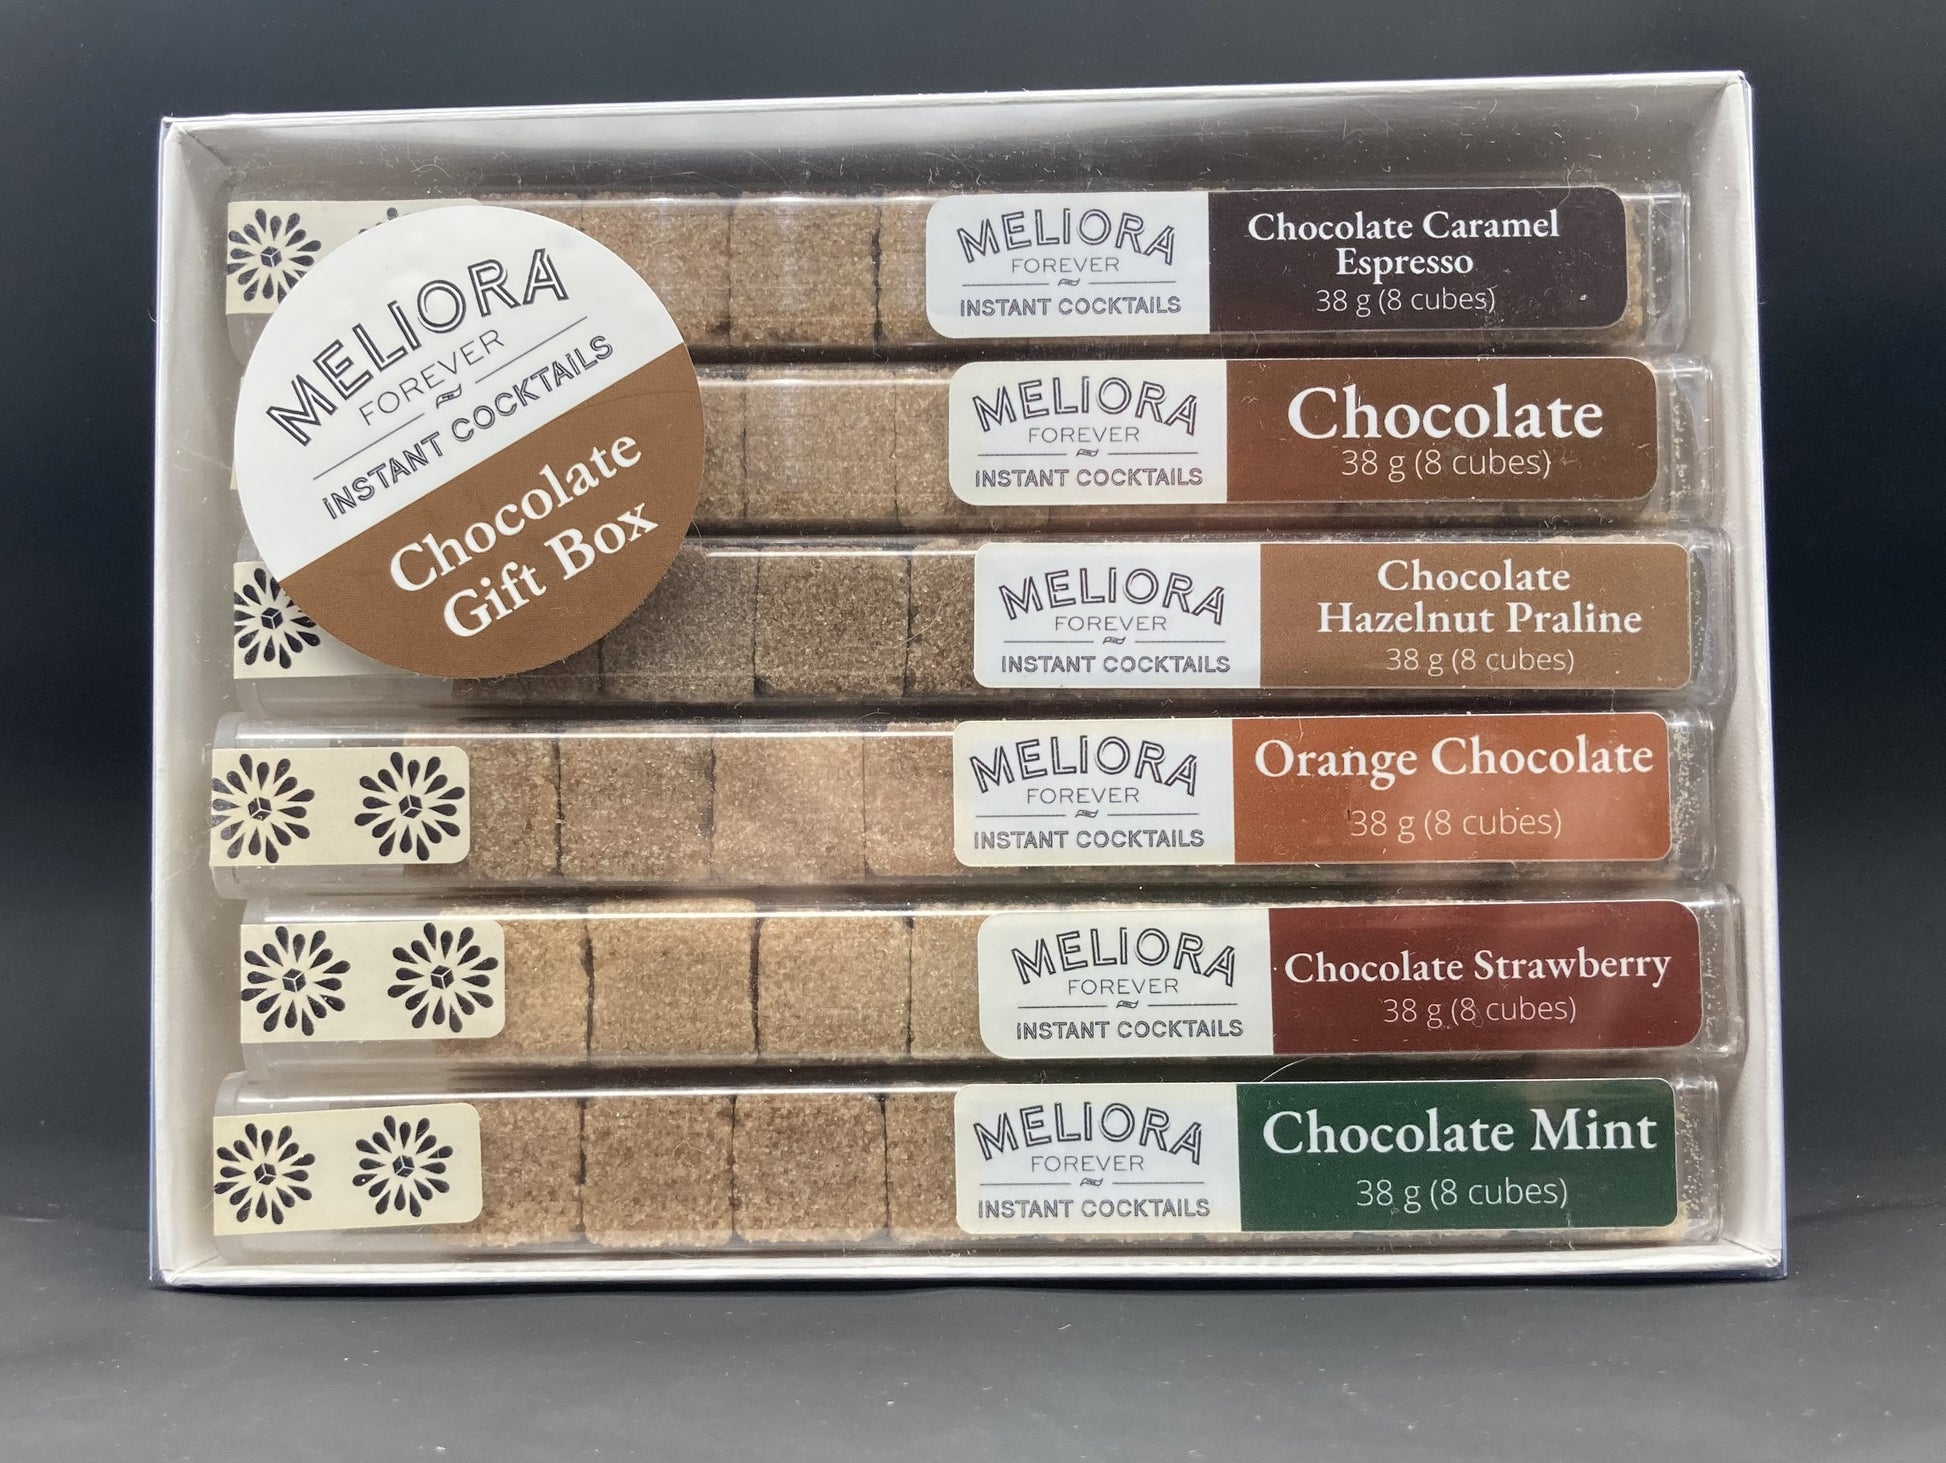 MELIORA
FOREVER
INSTANT COCKTAILS
Chocolate
Gift Box
MELIORA
FOREVER
INSTANT COCKTAILS
Chocolate Caramel
Espresso
38 g (8 cubes)
MELIORA
FOREVER
INSTANT COCKTAILS
Chocolate
38 g (8 cubes)
MELIORA
FOREVER
INSTANT COCKTAILS
Chocolate
Hazelnut Praline
38 g (8 cubes)
MELIORA
FOREVER
INSTANT COCKTAILS
Orange Chocolate
38 g (8 cubes)
MELIORA
FOREVER
INSTANT COCKTAILS
Chocolate Strawberry
38 g (8 cubes)
MELIORA
FOREVER
INSTANT COCKTAILS
Chocolate Mint
38 g (8 cubes)